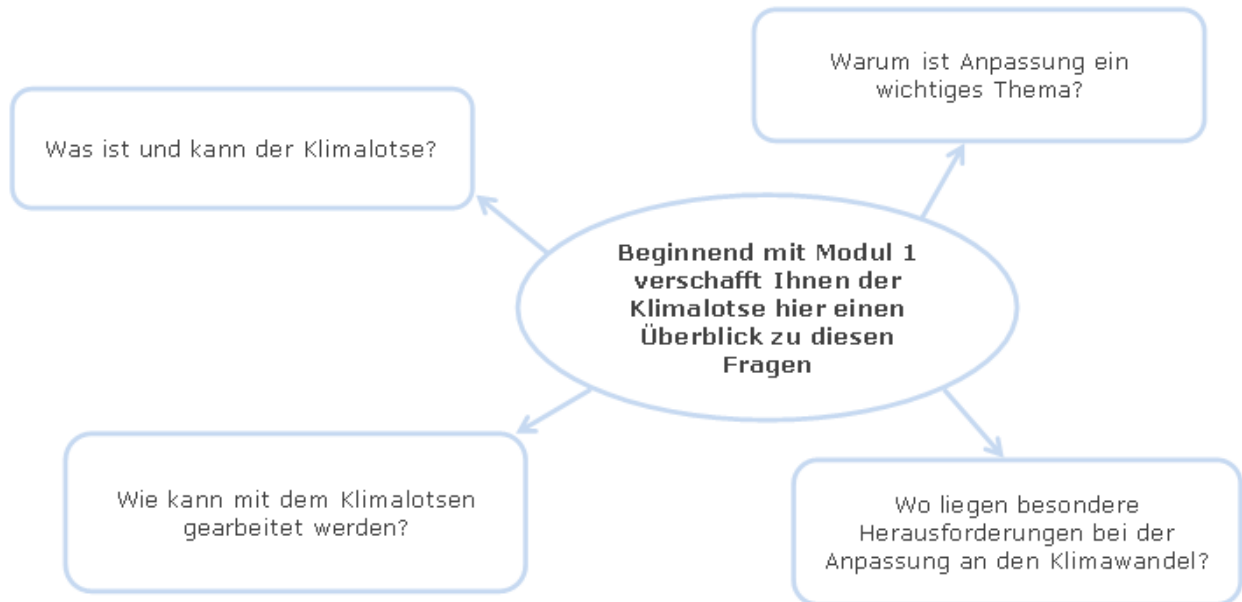 Warum ist Anpassung ein
wichtiges Thema?
Was ist und kann der Klimalotse?
Beginnend mit Modul 1
verschafft Ihnen der
Klimalotse hier einen
Überblick zu diesen
Fragen
Wie kann mit dem Klimalotsen
gearbeitet werden?
Wo liegen besondere
Herausforderungen bei der
Anpassung an den Klimawandel?